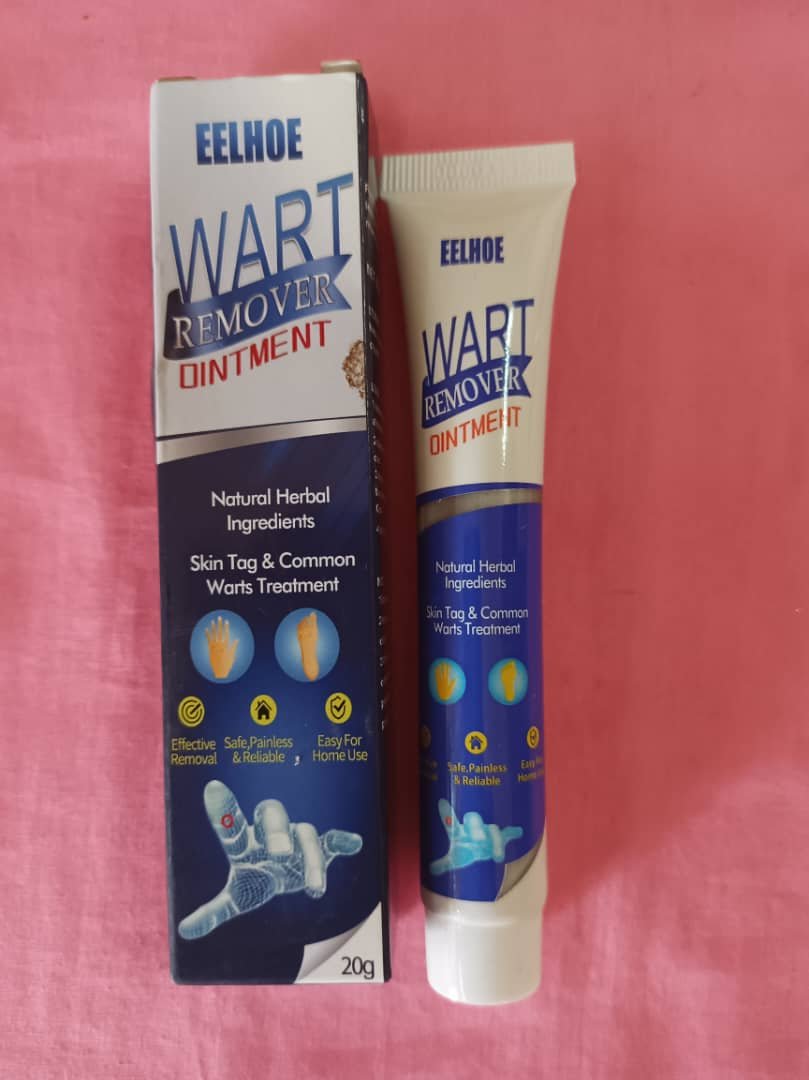 EELHOE
WART
REMOVER
OINTMENT
Natural Herbal
Ingredients
Skin Tag & Common
Warts Treatment
Effective
Removal
Safe,Painless
& Reliable ,
Easy For
Home Use
20g
EELHOE
WART
REMOVER
OINTMENT
Natural Herbal
Ingredients
Skin Tag & Common
Warts Treatment
Safe,Painless
& Reliable